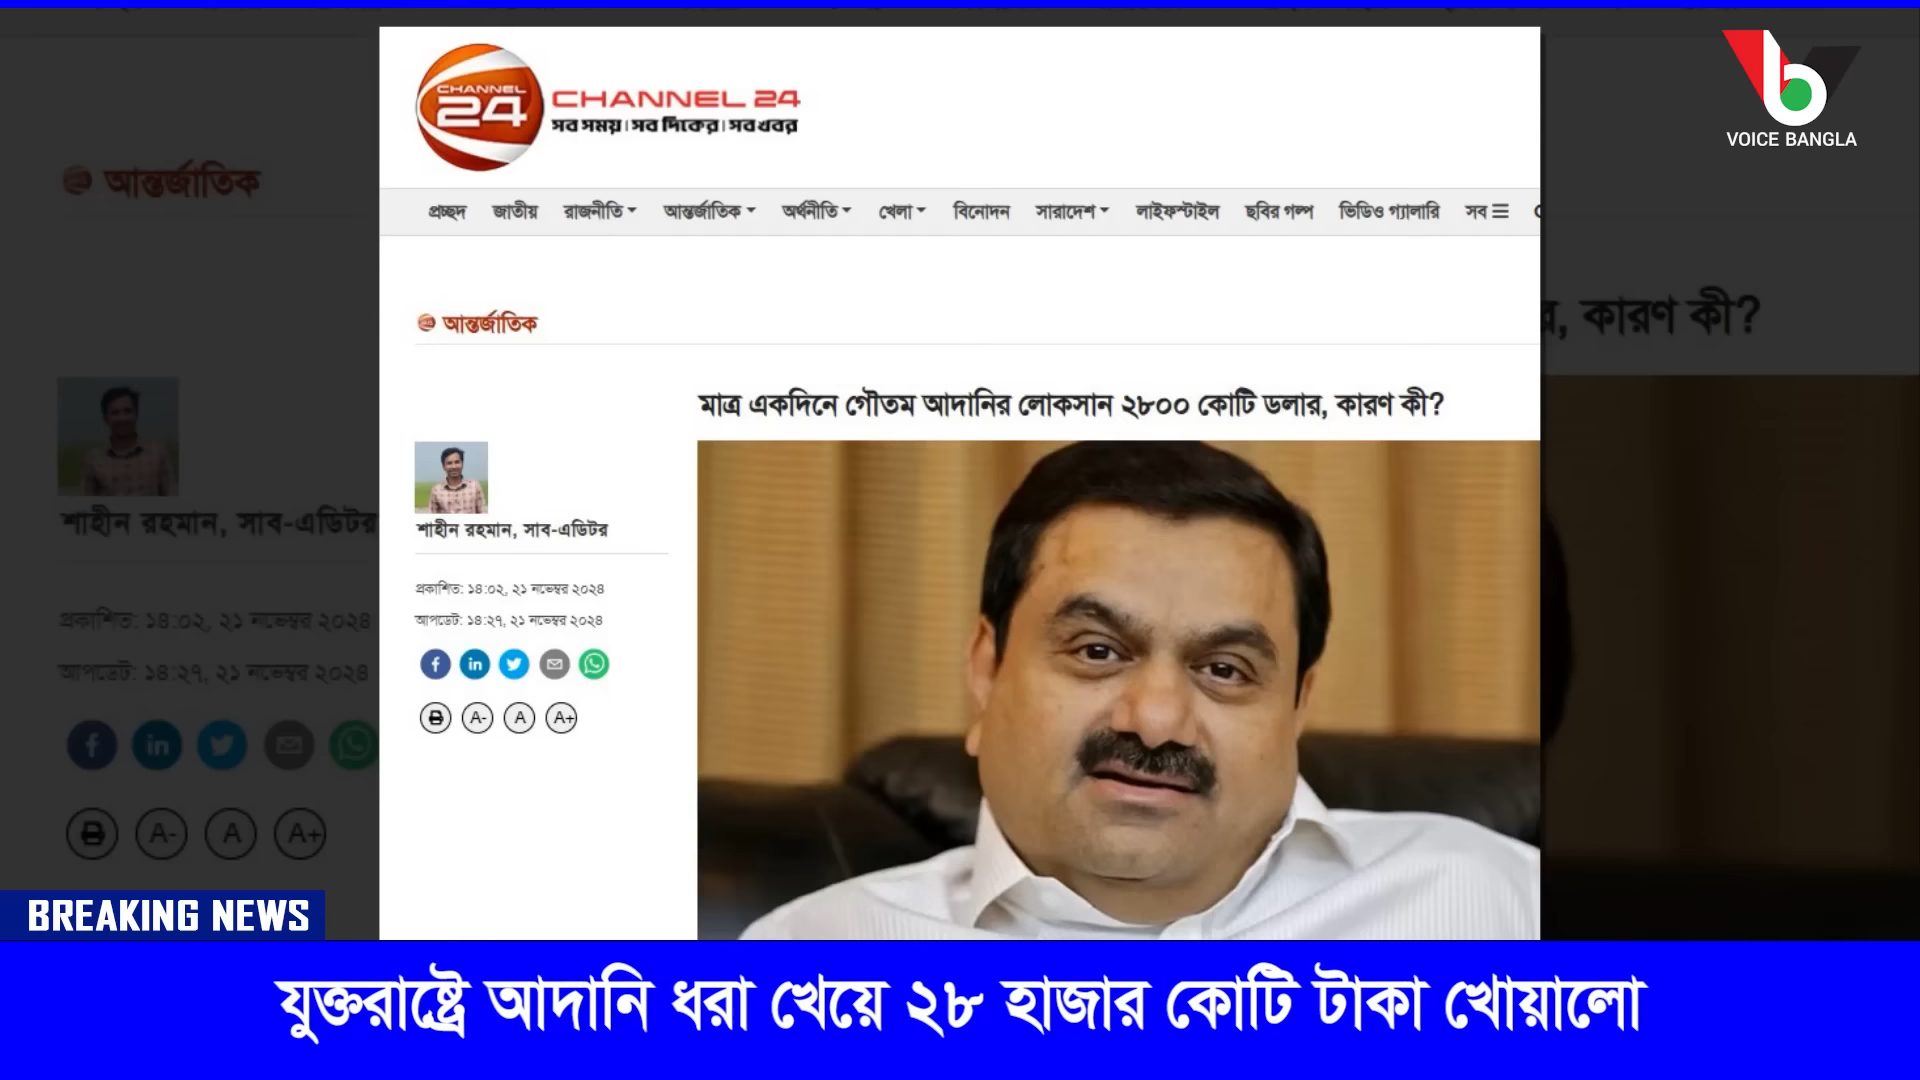 CHANNEL
24
CHANNEL 24
সব সময়। সব দিকের। সব খবর
VOICE BANGLA
প্রচ্ছদ জাতীয় রাজনীতি আন্তর্জাতিক অর্থনীতি খেলা বিনোদন সারাদেশ লাইফস্টাইল ছবির গল্প ভিডিও গ্যালারি সব
আন্তর্জাতিক
আন্তর্জাতিক
র, কারণ কী?
মাত্র একদিনে গৌতম আদানির লোকসান ২৮০০ কোটি ডলার, কারণ কী?
শাহীন রহমান, সাব-এডিটর
শাহীন রহমান, সাব-এডিটর
প্রকাশিত: ১৪:০২, ২১ নভেম্বর ২০২৪
আপডেট: ১৪:২৭, ২১ নভেম্বর ২০২৪
প্রকাশিত: ১৪:০২, ২১ নভেম্বর ২০২৪
আপডেট: ১৪:২৭, ২১ নভেম্বর ২০২৪
A- A A+
A- A A+
BREAKING NEWS
যুক্তরাষ্ট্রে আদানি ধরা খেয়ে ২৮ হাজার কোটি টাকা খোয়ালো